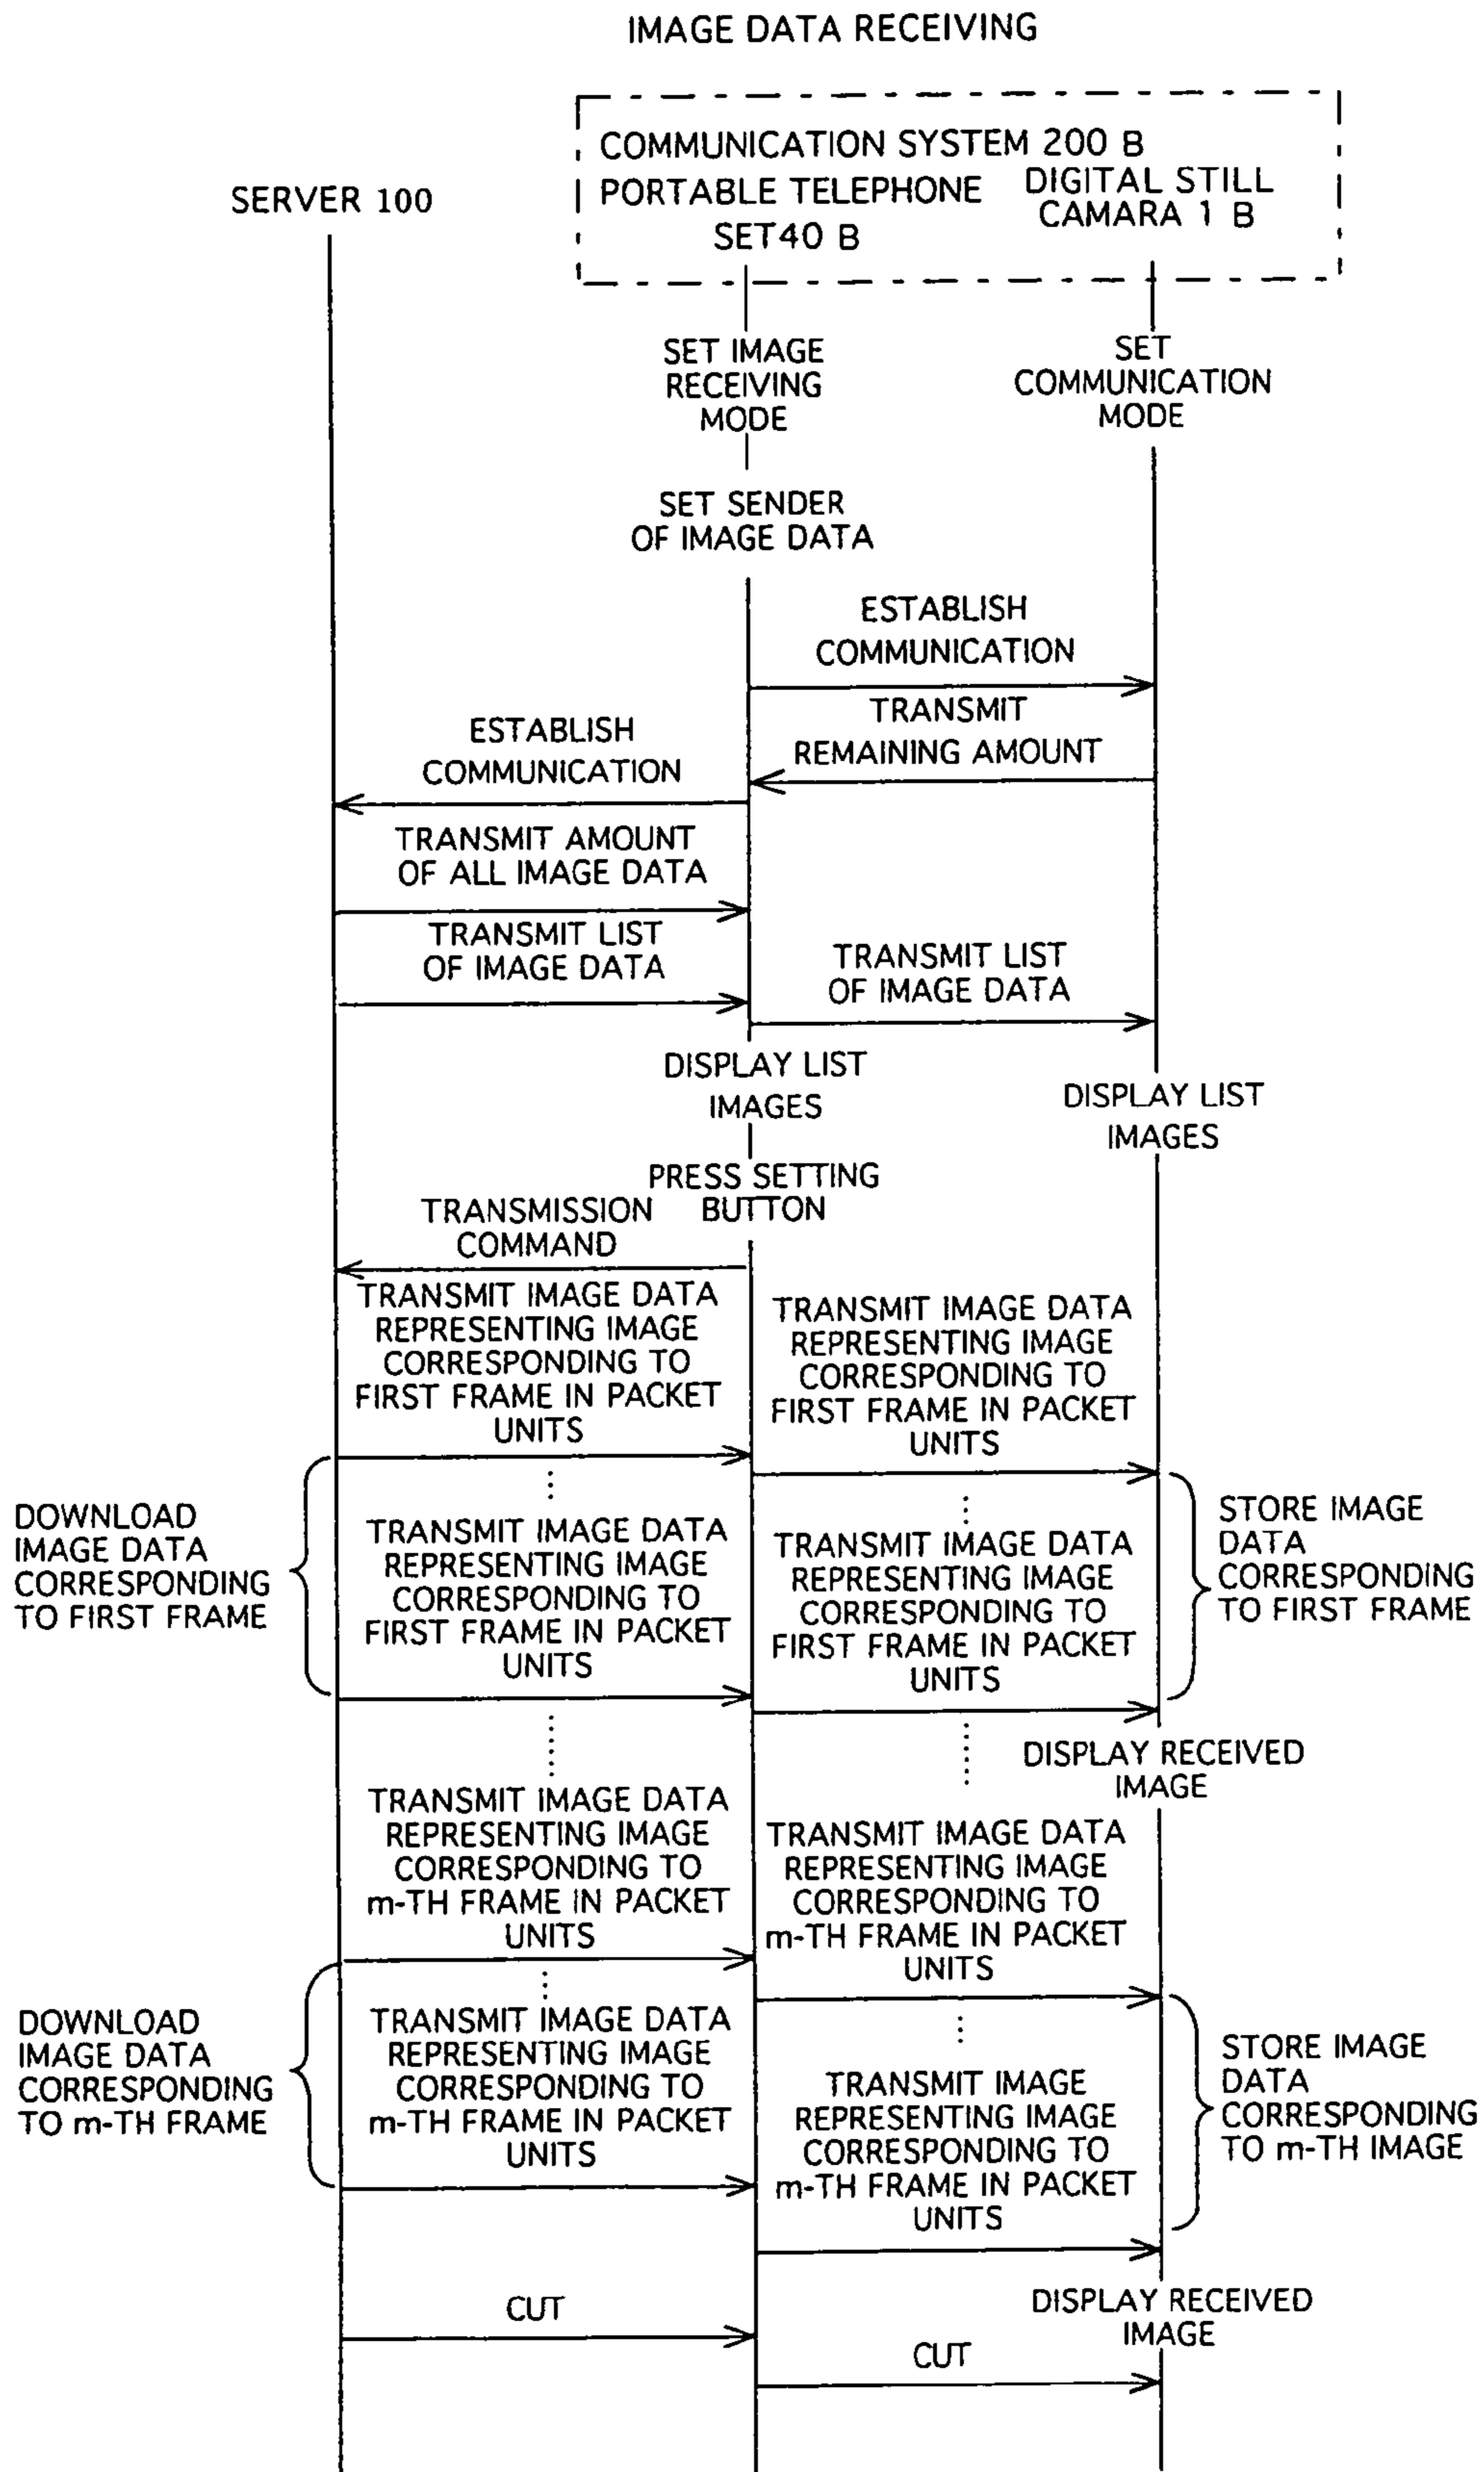 IMAGE DATA RECEIVING
COMMUNICATION SYSTEM 200 B
SERVER 100
PORTABLE TELEPHONE
SET40 B
DIGITAL STILL
CAMARA 1 B
SET IMAGE
RECEIVING
MODE
SET
COMMUNICATION
MODE
SET SENDER
OF IMAGE DATA
ESTABLISH
COMMUNICATION
TRANSMIT
REMAINING AMOUNT
ESTABLISH
COMMUNICATION
TRANSMIT AMOUNT
OF ALL IMAGE DATA
TRANSMIT LIST
OF IMAGE DATA
TRANSMIT LIST
OF IMAGE DATA
DISPLAY LIST
IMAGES
DISPLAY LIST
IMAGES
PRESS SETTING
BUTTON
TRANSMISSION
COMMAND
TRANSMIT IMAGE DATA
REPRESENTING IMAGE
CORRESPONDING TO
FIRST FRAME IN PACKET
UNITS
TRANSMIT IMAGE DATA
REPRESENTING IMAGE
CORRESPONDING TO
FIRST FRAME IN PACKET
UNITS
DOWNLOAD
IMAGE DATA
CORRESPONDING
TO FIRST FRAME
TRANSMIT IMAGE DATA
REPRESENTING IMAGE
CORRESPONDING TO
FIRST FRAME IN PACKET
UNITS
TRANSMIT IMAGE DATA
REPRESENTING IMAGE
CORRESPONDING TO
FIRST FRAME IN PACKET
UNITS
STORE IMAGE
DATA
CORRESPONDING
TO FIRST FRAME
DISPLAY RECEIVED
IMAGE
TRANSMIT IMAGE DATA
REPRESENTING IMAGE
CORRESPONDING TO
m-TH FRAME IN PACKET
UNITS
TRANSMIT IMAGE DATA
REPRESENTING IMAGE
CORRESPONDING TO
m-TH FRAME IN PACKET
UNITS
DOWNLOAD
IMAGE DATA
CORRESPONDING
TO m-TH FRAME
TRANSMIT IMAGE DATA
REPRESENTING IMAGE
CORRESPONDING TO
m-TH FRAME IN PACKET
UNITS
TRANSMIT IMAGE
REPRESENTING IMAGE
CORRESPONDING TO
m-TH FRAME IN PACKET
UNITS
STORE IMAGE
DATA
CORRESPONDING
TO m-TH IMAGE
DISPLAY RECEIVED
IMAGE
CUT
CUT